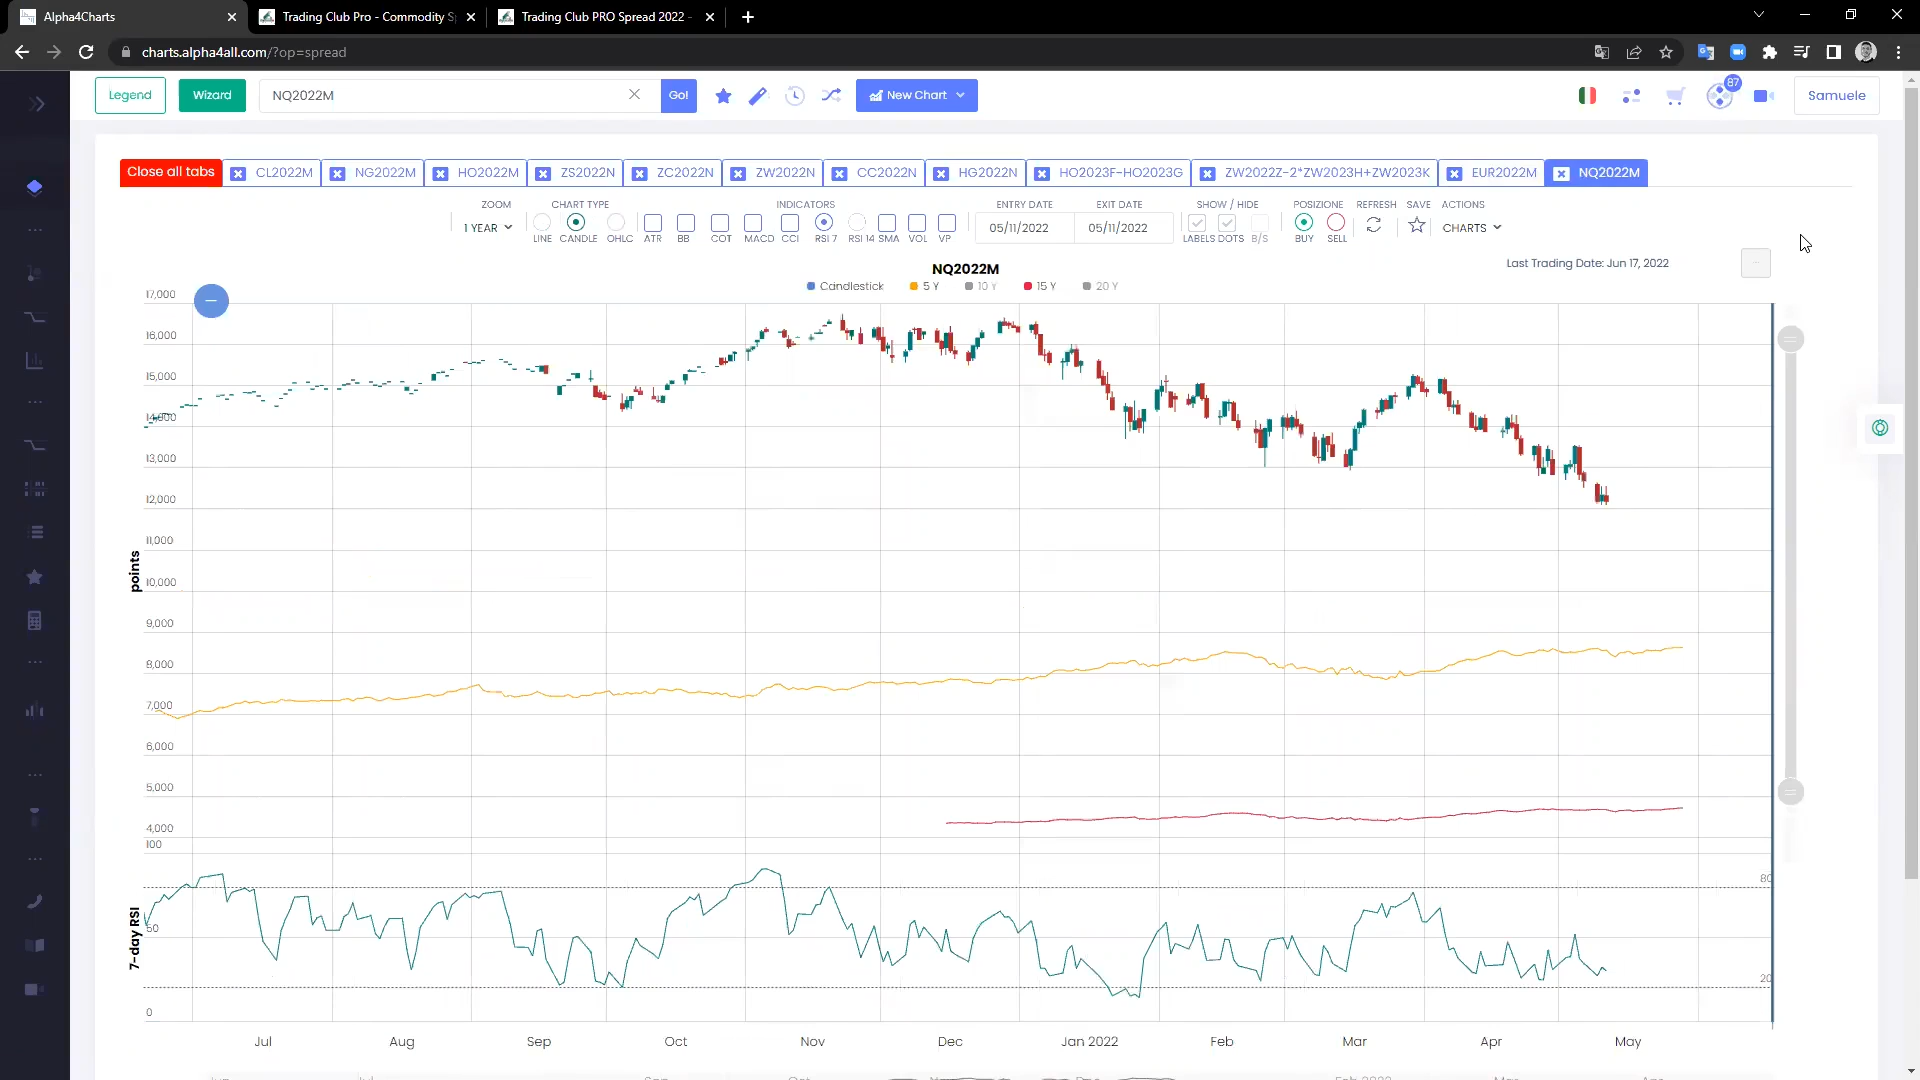 Alpha4Charts
Trading Club Pro - Commodity S
Trading Club PRO Spread 2022 -
charts.alpha4all.com/?op=spread
Legend
Wizard
NQ2022M
Go!
New Chart
87
Samuele
Close all tabs
CL2022M
NG2022M
HO2022M
ZS2022N
ZC2022N
ZW2022N
CC2022N
HG2022N
HO2023F-HO2023G
ZW2022Z-2*ZW2023H+ZW2023K
EUR2022M
NQ2022M
ZOOM
CHART TYPE
INDICATORS
ENTRY DATE
EXIT DATE
SHOW / HIDE
POSIZIONE
REFRESH
SAVE
ACTIONS
1 YEAR
LINE
CANDLE
OHLC
ATR
BB
COT
MACD
CCI
RSI 7
RSI 14
SMA
VOL
VP
05/11/2022
05/11/2022
LABELS
DOTS
B/S
BUY
SELL
CHARTS
NQ2022M
Last Trading Date: Jun 17, 2022
Candlestick
5 Y
10 Y
15 Y
20 Y
17,000
16,000
15,000
14,000
13,000
12,000
11,000
10,000
9,000
8,000
7,000
6,000
5,000
4,000
points
100
80
50
20
0
7-day RSI
Jul
Aug
Sep
Oct
Nov
Dec
Jan 2022
Feb
Mar
Apr
May